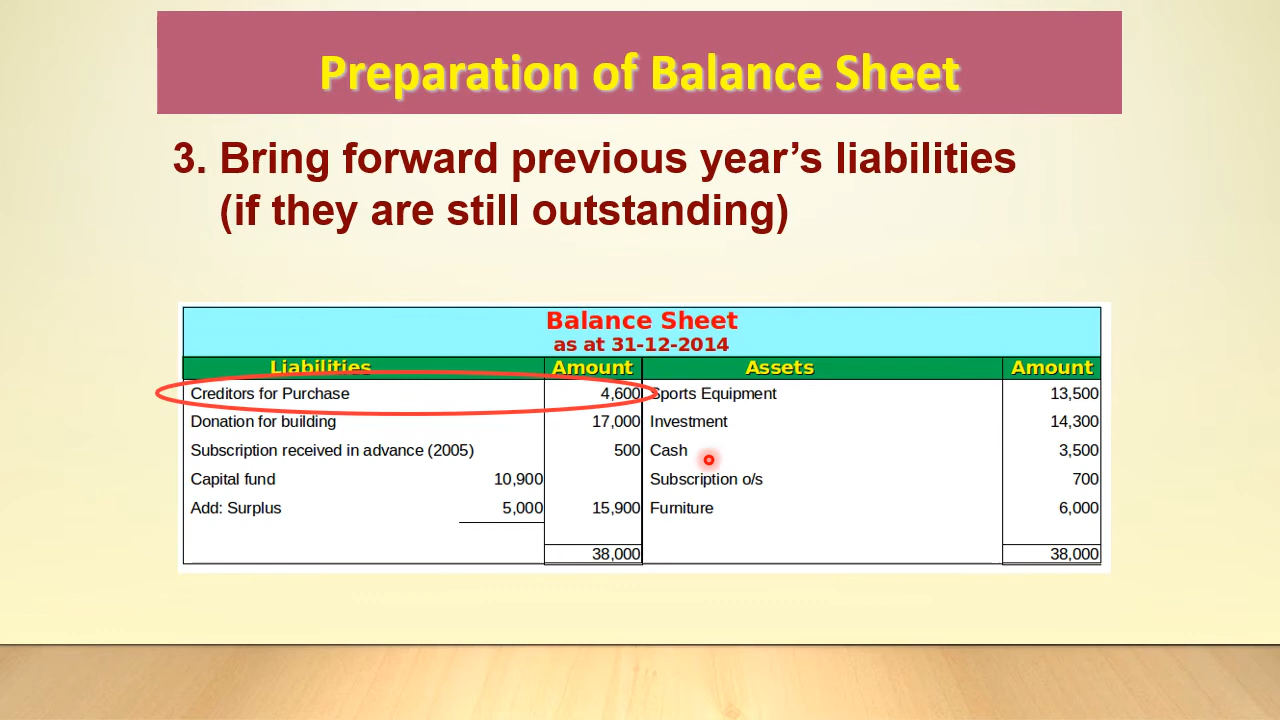 Preparation of Balance Sheet
3. Bring forward previous year’s liabilities
(if they are still outstanding)
Balance Sheet
as at 31-12-2014
Liabilities Amount Assets Amount
Creditors for Purchase 4,600 Sports Equipment 13,500
Donation for building 17,000 Investment 14,300
Subscription received in advance (2005) 500 Cash 3,500
Capital fund 10,900 Subscription o/s 700
Add: Surplus 5,000 15,900 Furniture 6,000
38,000 38,000